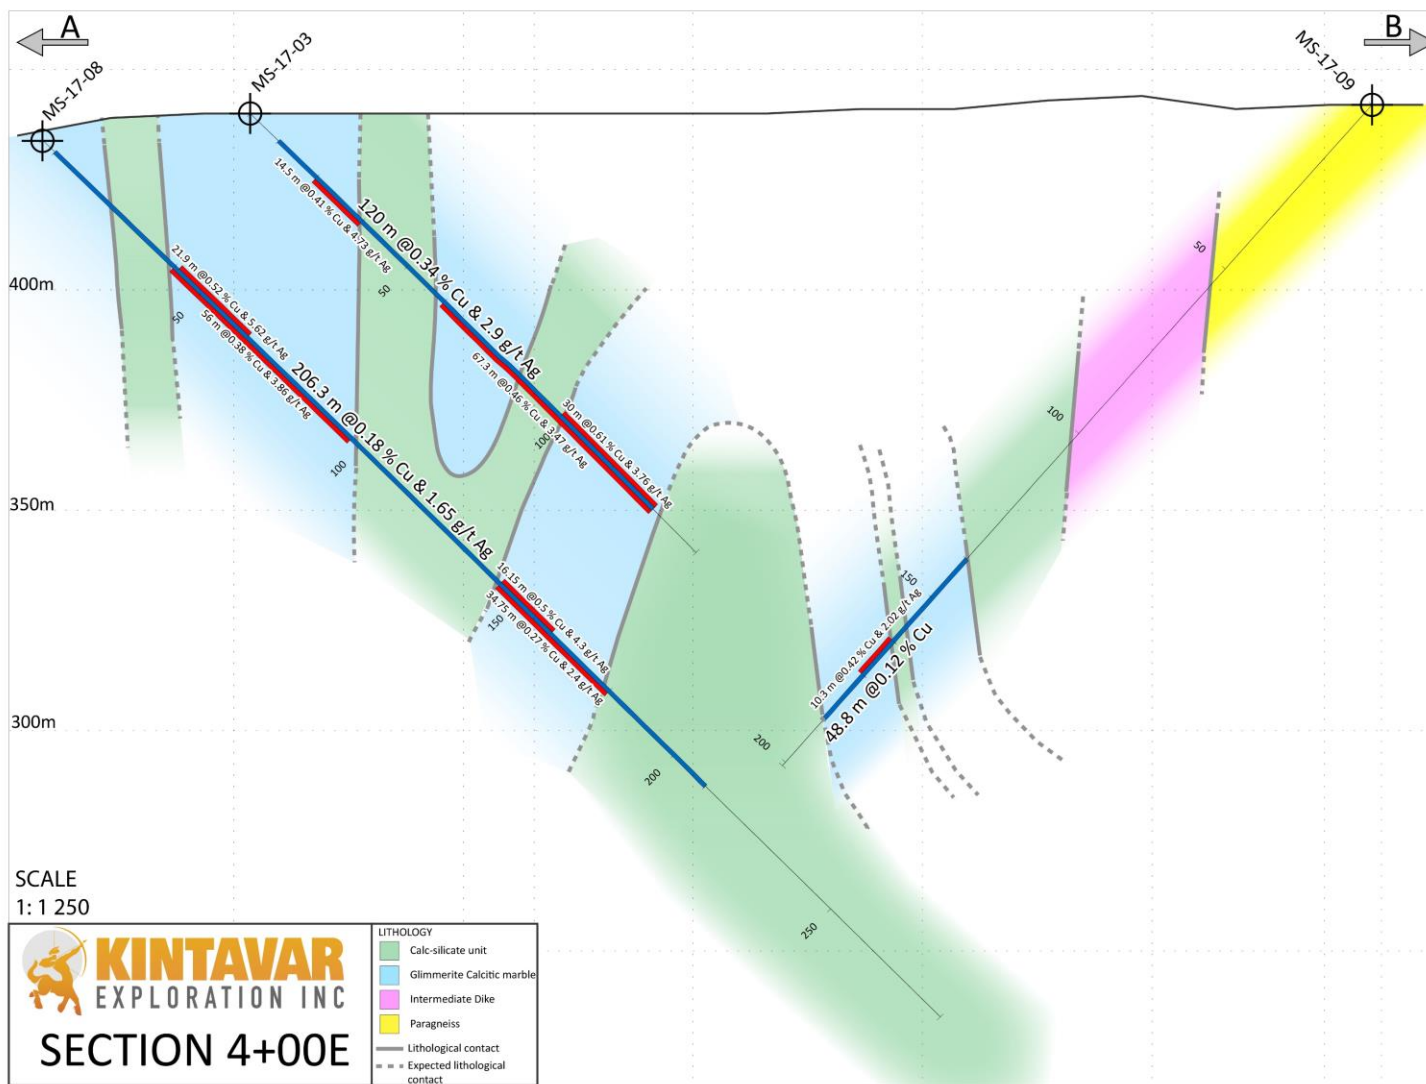 A
B
MS-17-08
MS-17-03
MS-17-09
14.5 m @0.41 % Cu & 4.73 g/t Ag
120 m @0.34 % Cu & 2.9 g/t Ag
50
50
21.9 m @0.52 % Cu & 5.62 g/t Ag
400m
50
56 m @0.38 % Cu & 3.86 g/t Ag
206.3 m @0.18 % Cu & 1.65 g/t Ag
67.3 m @0.46 % Cu & 3.47 g/t Ag
30 m @0.61 % Cu & 3.76 g/t Ag
100
100
100
350m
16.15 m @0.5 % Cu & 4.3 g/t Ag
34.75 m @0.27 % Cu & 2.4 g/t Ag
150
150
10.3 m @0.42 % Cu & 2.02 g/t Ag
48.8 m @0.12 % Cu
300m
200
200
250
SCALE
1: 1 250
KINTAVAR
EXPLORATION INC
SECTION 4+00E
LITHOLOGY
Calc-silicate unit
Glimmerite Calcitic marble
Intermediate Dike
Paragneiss
Lithological contact
Expected lithological
contact